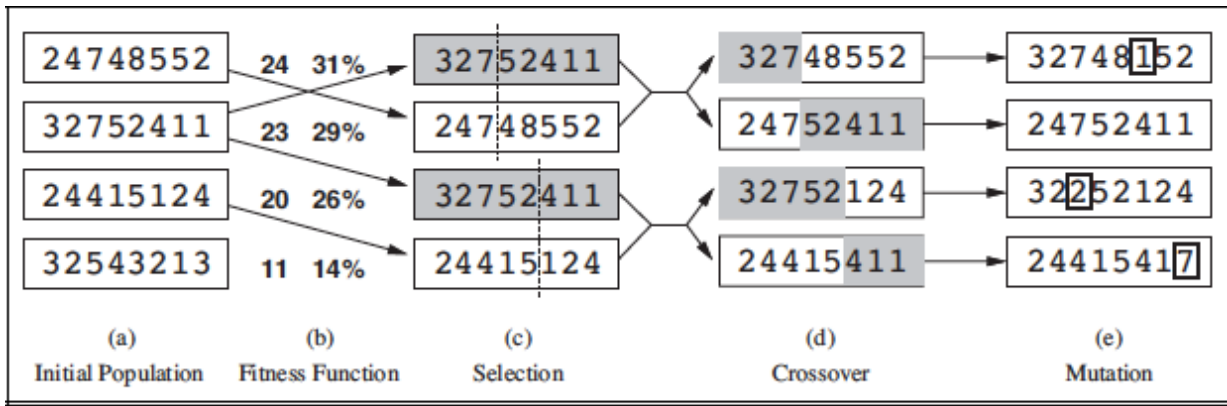 24748552 24 31% 32752411 32748552 32748152
32752411 23 29% 24748552 24752411 24752411
24415124 20 26% 32752411 32752124 32252124
32543213 11 14% 24415124 24415411 24415417
(a) (b) (c) (d) (e)
Initial Population Fitness Function Selection Crossover Mutation